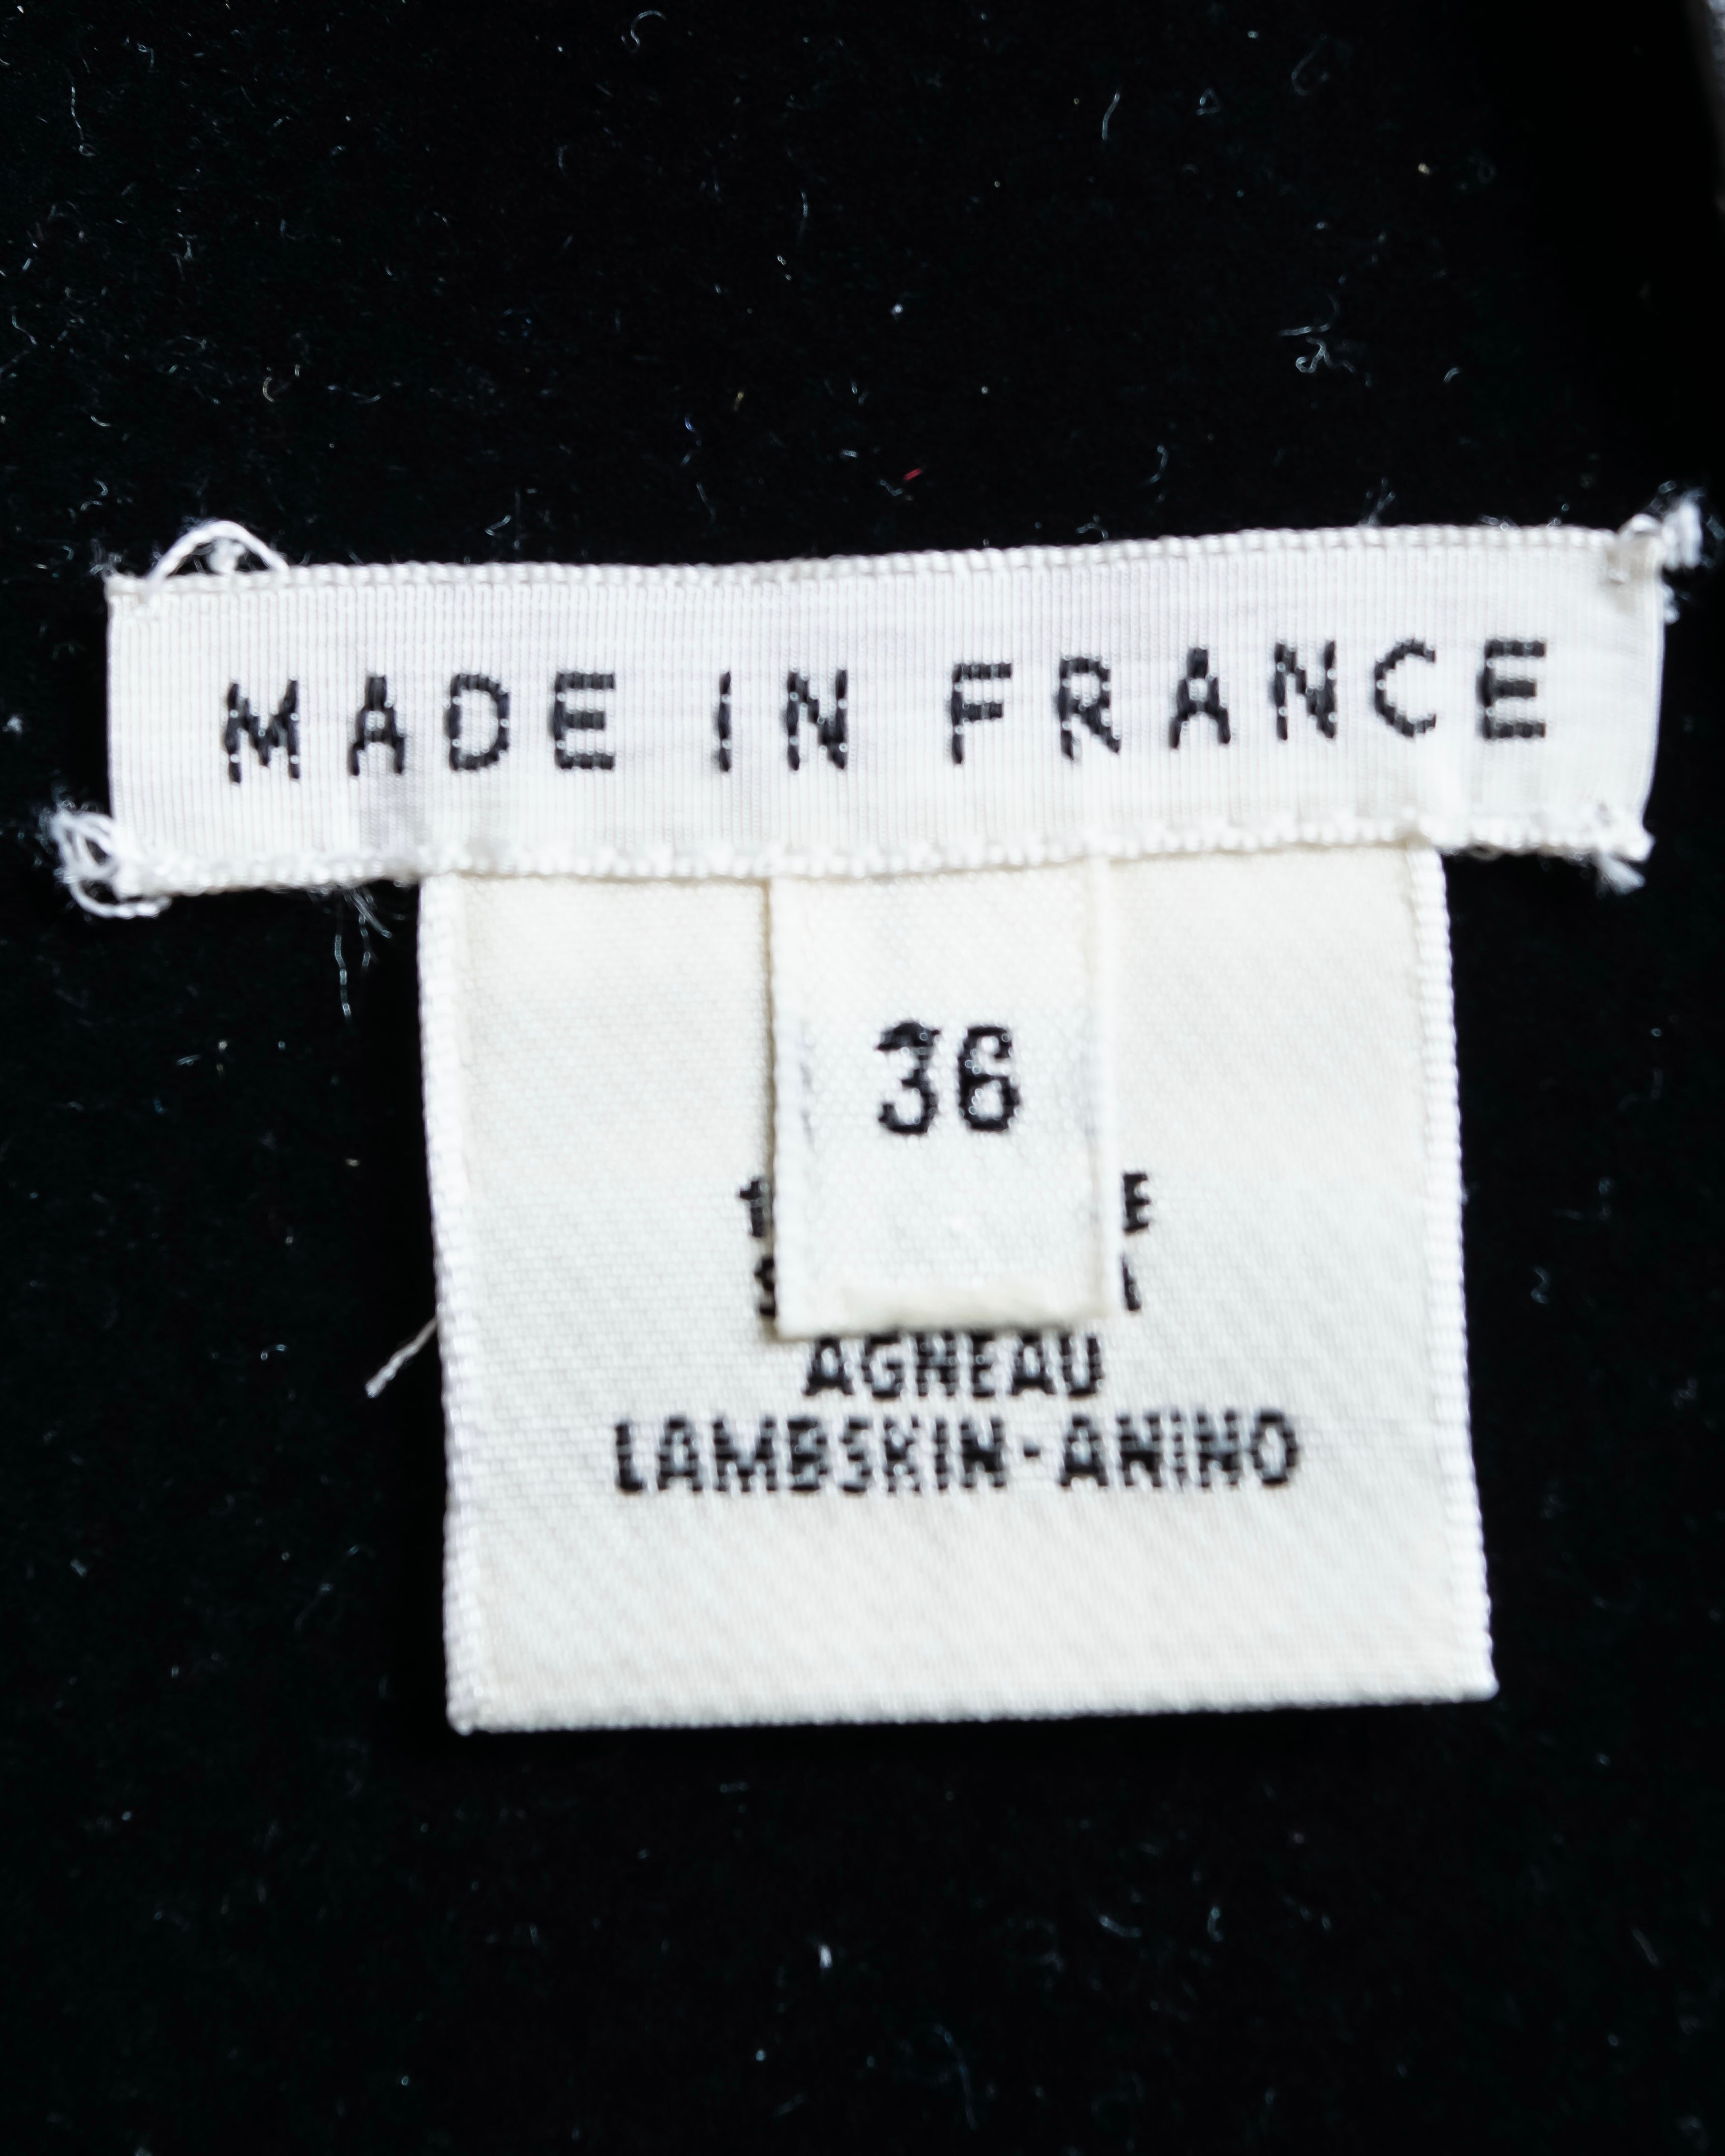 MADE IN FRANCE
36
AGNEAU
LAMBSKIN-ANINO